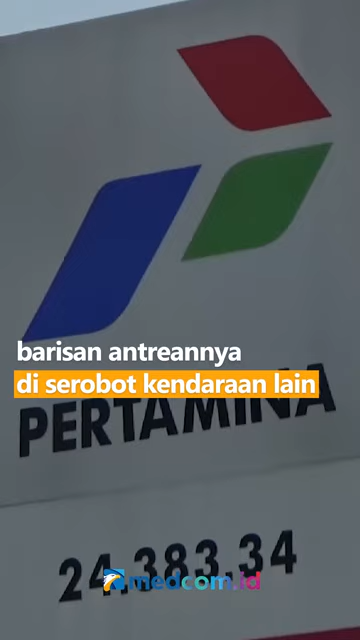 barisan antreannya
di serobot kendaraan lain
PERTAMINA
24.383.34
medcom.id